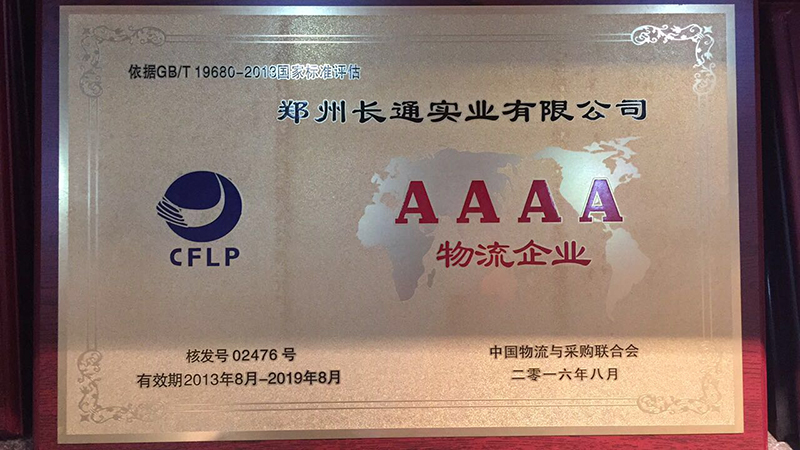 依据GB/T 19680-2013国家标准评估
郑州长通实业有限公司
AAAA
物流企业
CFLP
核发号 02476 号
有效期2013年8月-2019年8月
中国物流与采购联合会
二零一六年八月